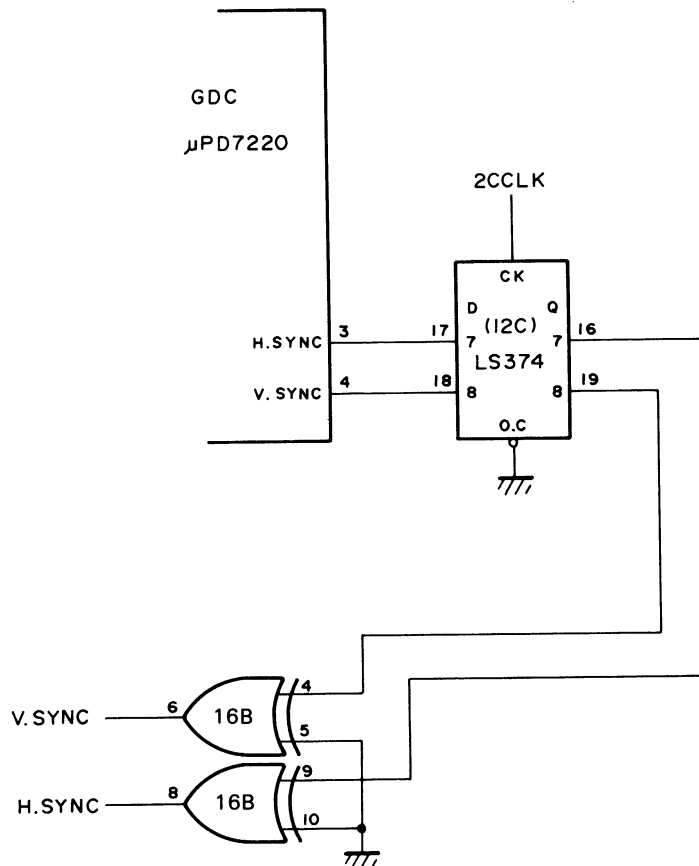 GDC
µPD7220
2CCLK
CK
D Q
(12C)
H.SYNC 3 17 7 7 16
LS374
V. SYNC 4 18 8 8 19
O.C
4
V.SYNC 6 16B
5
9
H.SYNC 8 16B
10